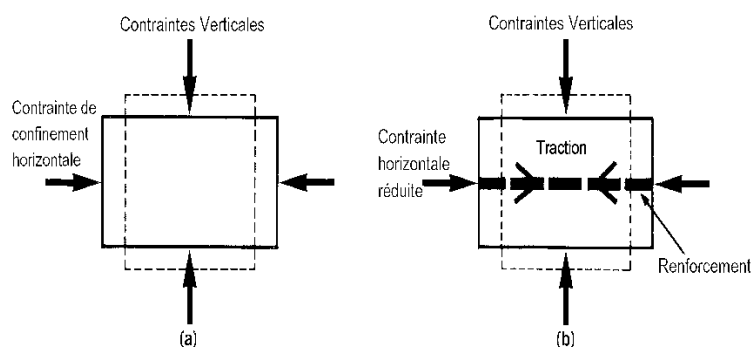 Contraintes Verticales
Contrainte de
confinement
horizontale
(a)
Contraintes Verticales
Contrainte
horizontale
réduite
Traction
Renforcement
(b)